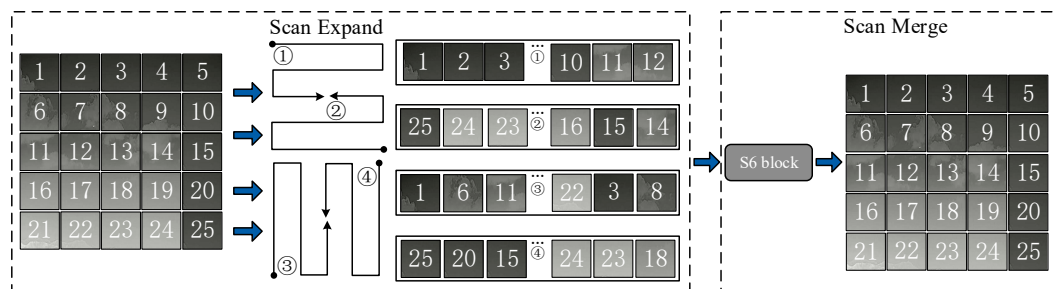 Scan Expand
Scan Merge
1 2 3 4 5
6 7 8 9 10
11 12 13 14 15
16 17 18 19 20
21 22 23 24 25
①
②
③
④
1 2 3 ... ① 10 11 12
25 24 23 ... ② 16 15 14
1 6 11 ... ③ 22 3 8
25 20 15 ... ④ 24 23 18
S6 block
1 2 3 4 5
6 7 8 9 10
11 12 13 14 15
16 17 18 19 20
21 22 23 24 25